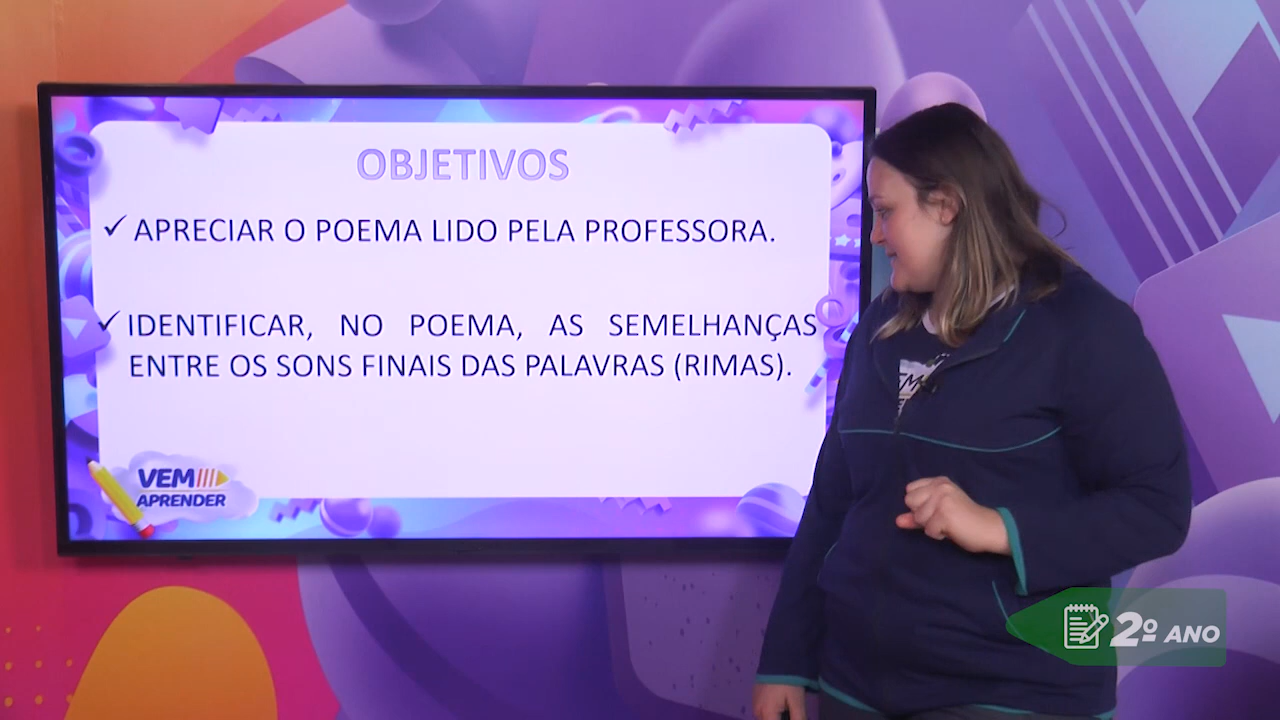 OBJETIVOS
✓ APRECIAR O POEMA LIDO PELA PROFESSORA.
✓ IDENTIFICAR, NO POEMA, AS SEMELHANÇAS
ENTRE OS SONS FINAIS DAS PALAVRAS (RIMAS).
VEM
APRENDER
2º ANO